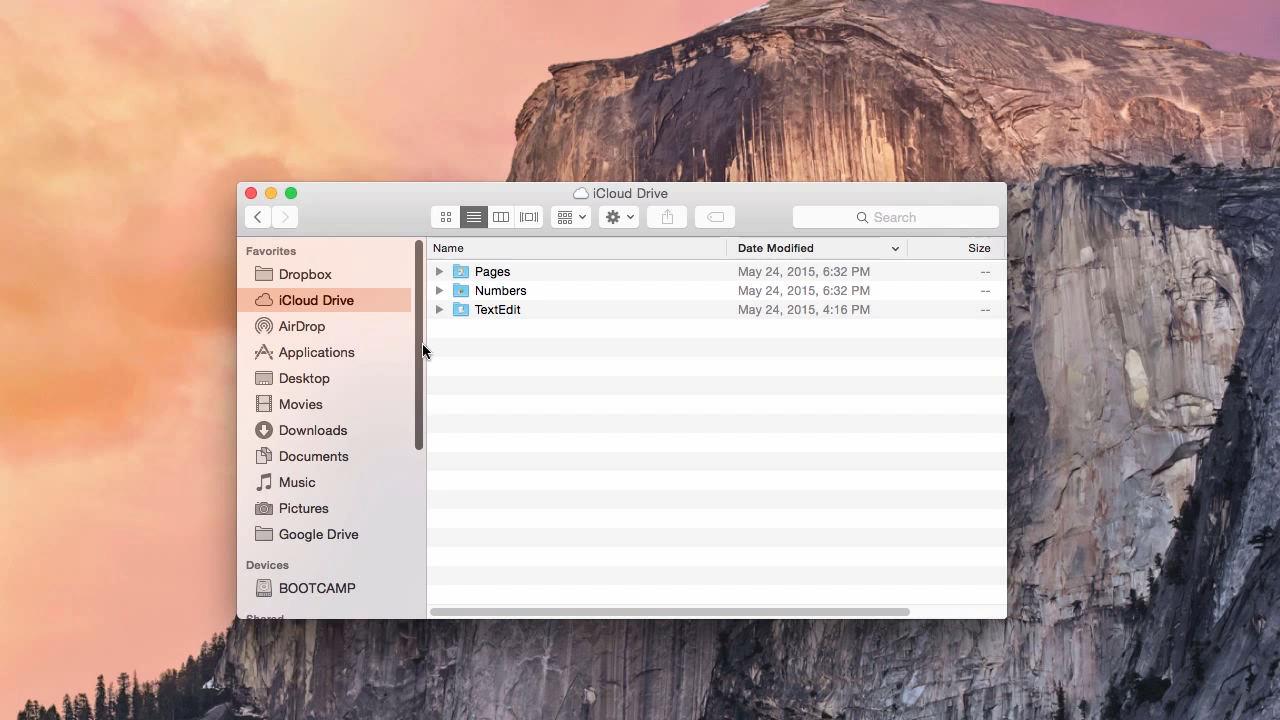 iCloud Drive
Search
Favorites
Dropbox
iCloud Drive
AirDrop
Applications
Desktop
Movies
Downloads
Documents
Music
Pictures
Google Drive
Devices
BOOTCAMP
Shared
Name Date Modified Size
Pages May 24, 2015, 6:32 PM --
Numbers May 24, 2015, 6:32 PM --
TextEdit May 24, 2015, 4:16 PM --